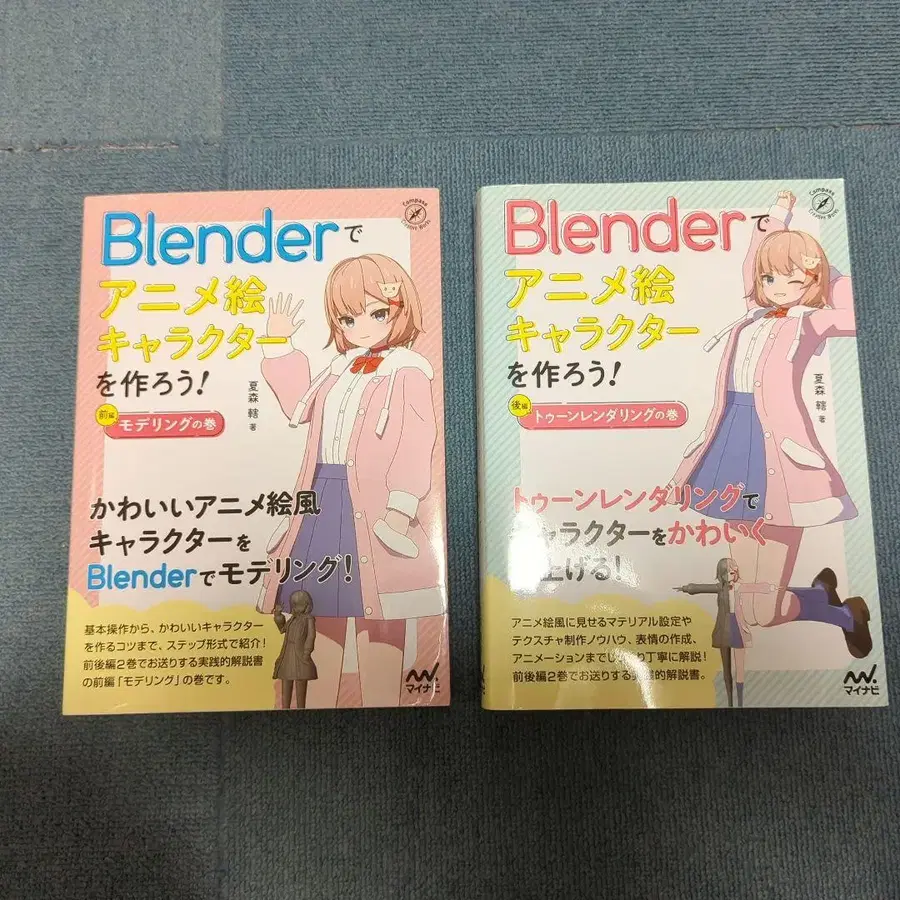 Blenderで
アニメ絵
キャラクター
を作ろう!
前編
モデリングの巻
夏森 轄 著
かわいいアニメ絵風
キャラクターを
Blenderでモデリング!
基本操作から、かわいいキャラクター
を作るコツまで、ステップ形式で紹介!
前後編2巻でお送りする実践的解説書
の前編「モデリング」の巻です。
マイナビ
Compass
Creative Works
Blenderで
アニメ絵
キャラクター
を作ろう!
後編
トゥーンレンダリングの巻
夏森 轄 著
トゥーンレンダリングで
ャラクターをかわいく
上げる!
アニメ絵風に見せるマテリアル設定や
テクスチャ制作ノウハウ、表情の作成、
アニメーションまでじっくり丁寧に解説!
前後編2巻でお送りする実践的解説書。
マイナビ
Compass
Creative Works